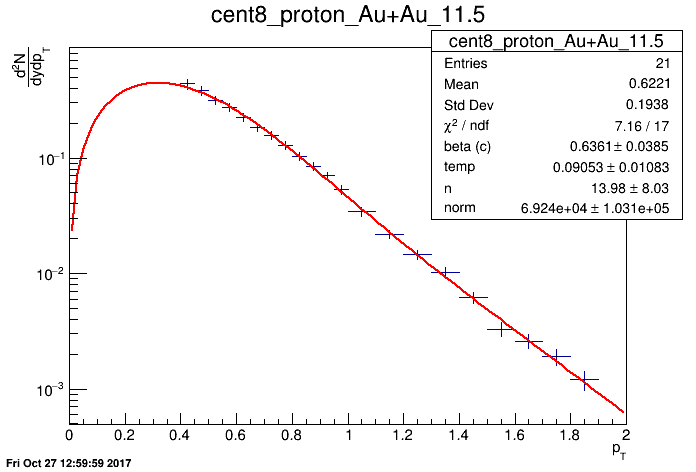 cent8_proton_Au+Au_11.5
cent8_proton_Au+Au_11.5
Entries 21
Mean 0.6221
Std Dev 0.1938
χ² / ndf 7.16 / 17
beta (c) 0.6361 ± 0.0385
temp 0.09053 ± 0.01083
n 13.98 ± 8.03
norm 6.924e+04 ± 1.031e+05
d²N
dydp_T
10⁻¹
10⁻²
10⁻³
0 0.2 0.4 0.6 0.8 1 1.2 1.4 1.6 1.8 2
p_T
Fri Oct 27 12:59:59 2017